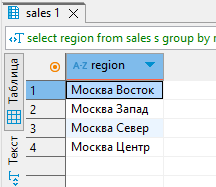 sales 1
select region from sales s group by r
A-Z region
Таблица
1 Москва Восток
2 Москва Запад
3 Москва Север
4 Москва Центр
Текст